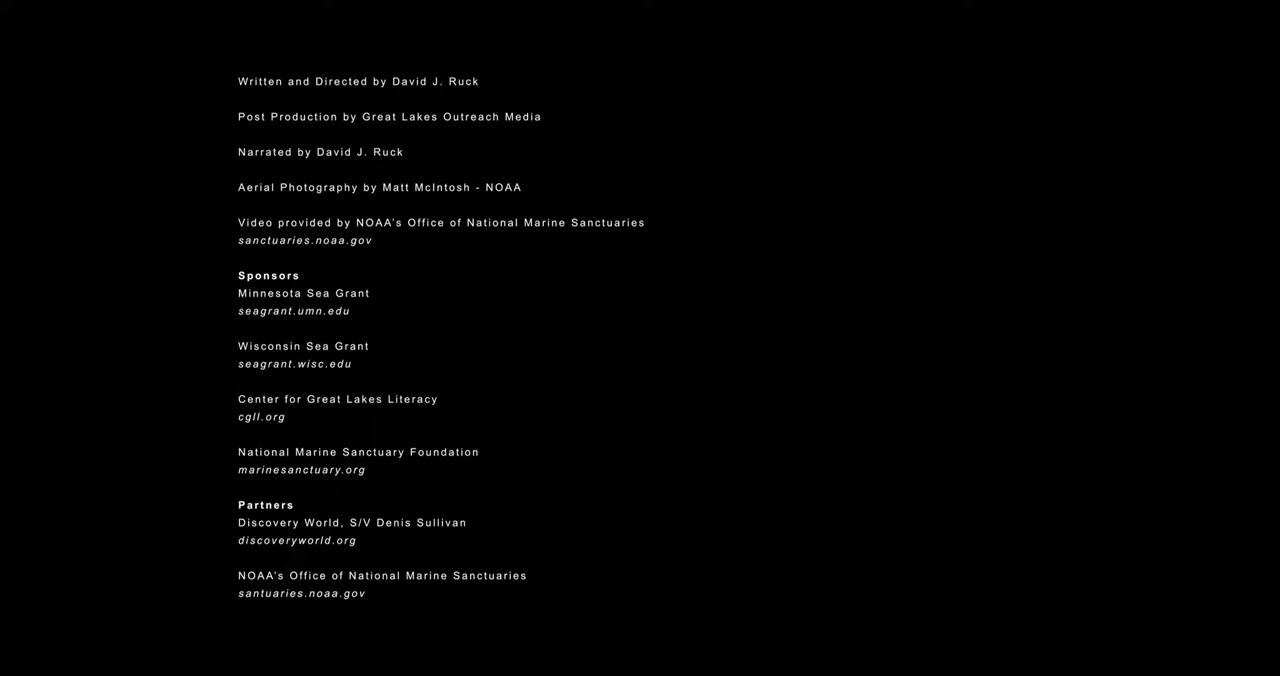 Written and Directed by David J. Ruck
Post Production by Great Lakes Outreach Media
Narrated by David J. Ruck
Aerial Photography by Matt McIntosh - NOAA
Video provided by NOAA's Office of National Marine Sanctuaries
sanctuaries.noaa.gov
Sponsors
Minnesota Sea Grant
seagrant.umn.edu
Wisconsin Sea Grant
seagrant.wisc.edu
Center for Great Lakes Literacy
cgll.org
National Marine Sanctuary Foundation
marinesanctuary.org
Partners
Discovery World, S/V Denis Sullivan
discoveryworld.org
NOAA's Office of National Marine Sanctuaries
santuaries.noaa.gov